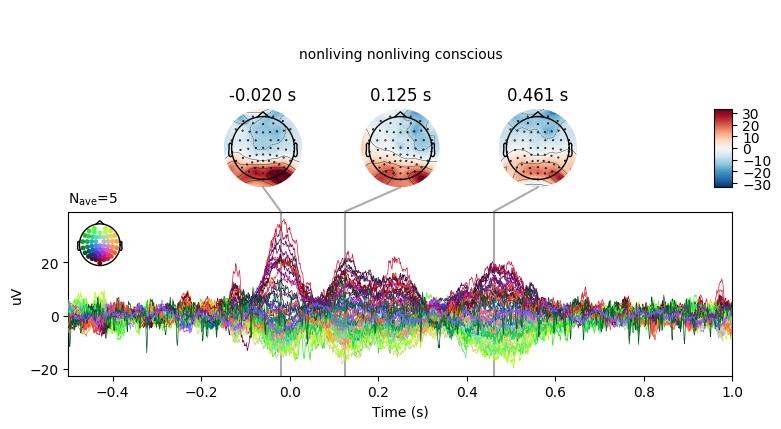 nonliving nonliving conscious
-0.020 s 0.125 s 0.461 s
30
20
10
0
−10
−20
−30
Nave=5
20
0
−20
uV
−0.4 −0.2 0.0 0.2 0.4 0.6 0.8 1.0
Time (s)